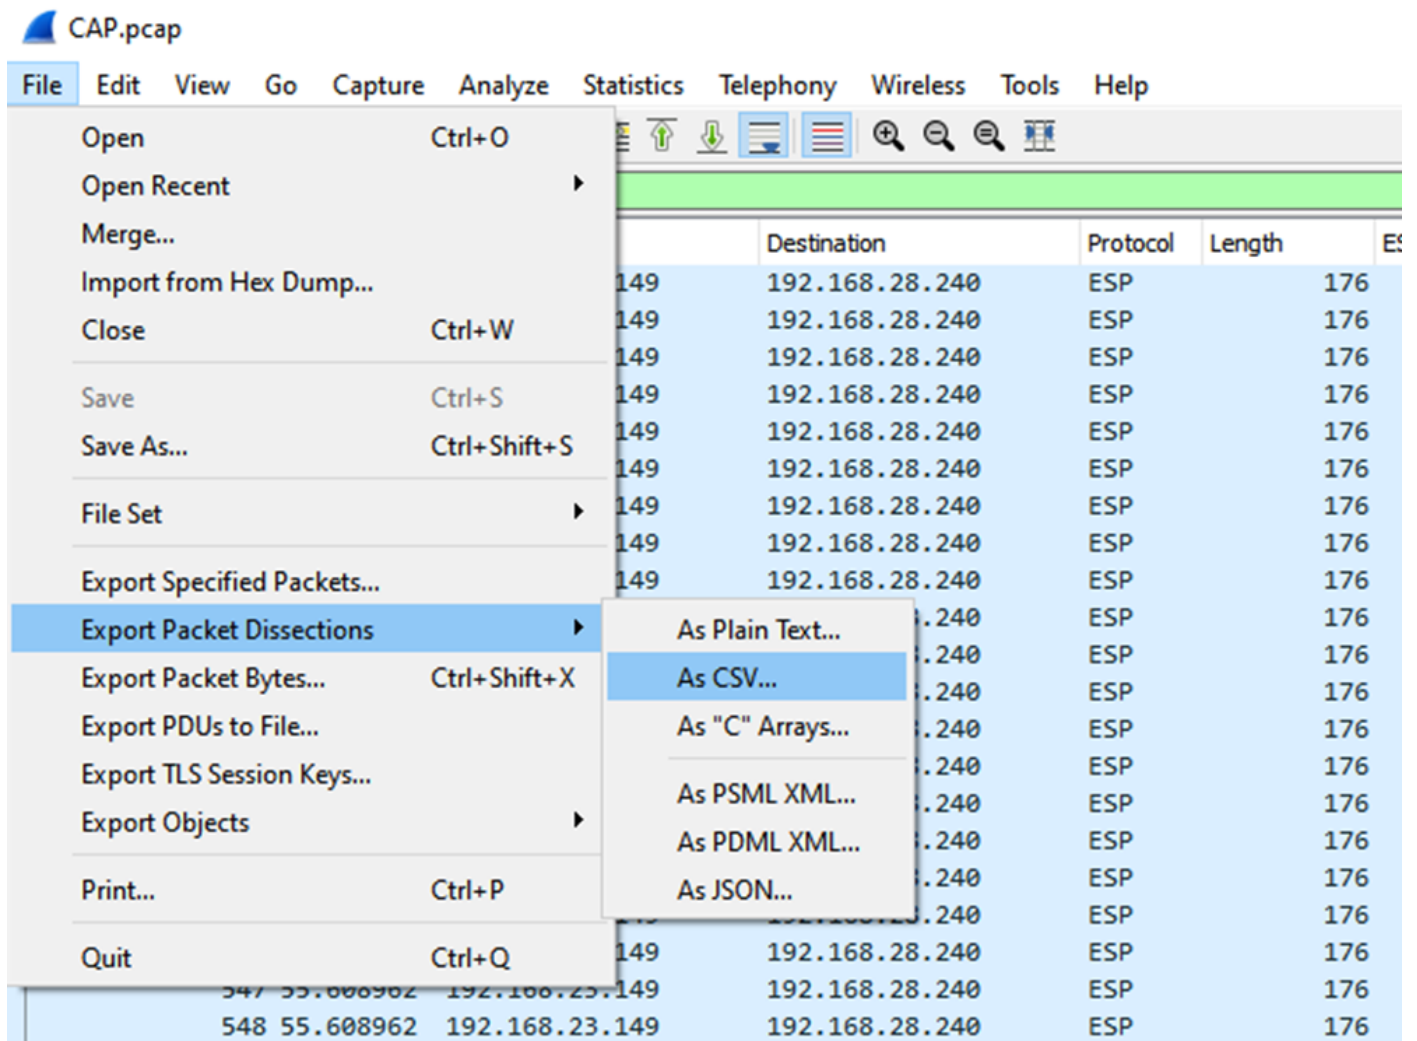 CAP.pcap
File Edit View Go Capture Analyze Statistics Telephony Wireless Tools Help
Open Ctrl+O
Open Recent
Merge...
Import from Hex Dump...
Close Ctrl+W
Save Ctrl+S
Save As... Ctrl+Shift+S
File Set
Export Specified Packets...
Export Packet Dissections
Export Packet Bytes... Ctrl+Shift+X
Export PDUs to File...
Export TLS Session Keys...
Export Objects
Print... Ctrl+P
Quit Ctrl+Q
As Plain Text...
As CSV...
As "C" Arrays...
As PSML XML...
As PDML XML...
As JSON...
Destination Protocol Length
149 192.168.28.240 ESP 176
149 192.168.28.240 ESP 176
149 192.168.28.240 ESP 176
149 192.168.28.240 ESP 176
149 192.168.28.240 ESP 176
149 192.168.28.240 ESP 176
149 192.168.28.240 ESP 176
149 192.168.28.240 ESP 176
149 192.168.28.240 ESP 176
.240 ESP 176
.240 ESP 176
.240 ESP 176
.240 ESP 176
.240 ESP 176
.240 ESP 176
.240 ESP 176
.240 ESP 176
.240 ESP 176
149 192.168.28.240 ESP 176
547 55.608962 192.168.23.149 192.168.28.240 ESP 176
548 55.608962 192.168.23.149 192.168.28.240 ESP 176